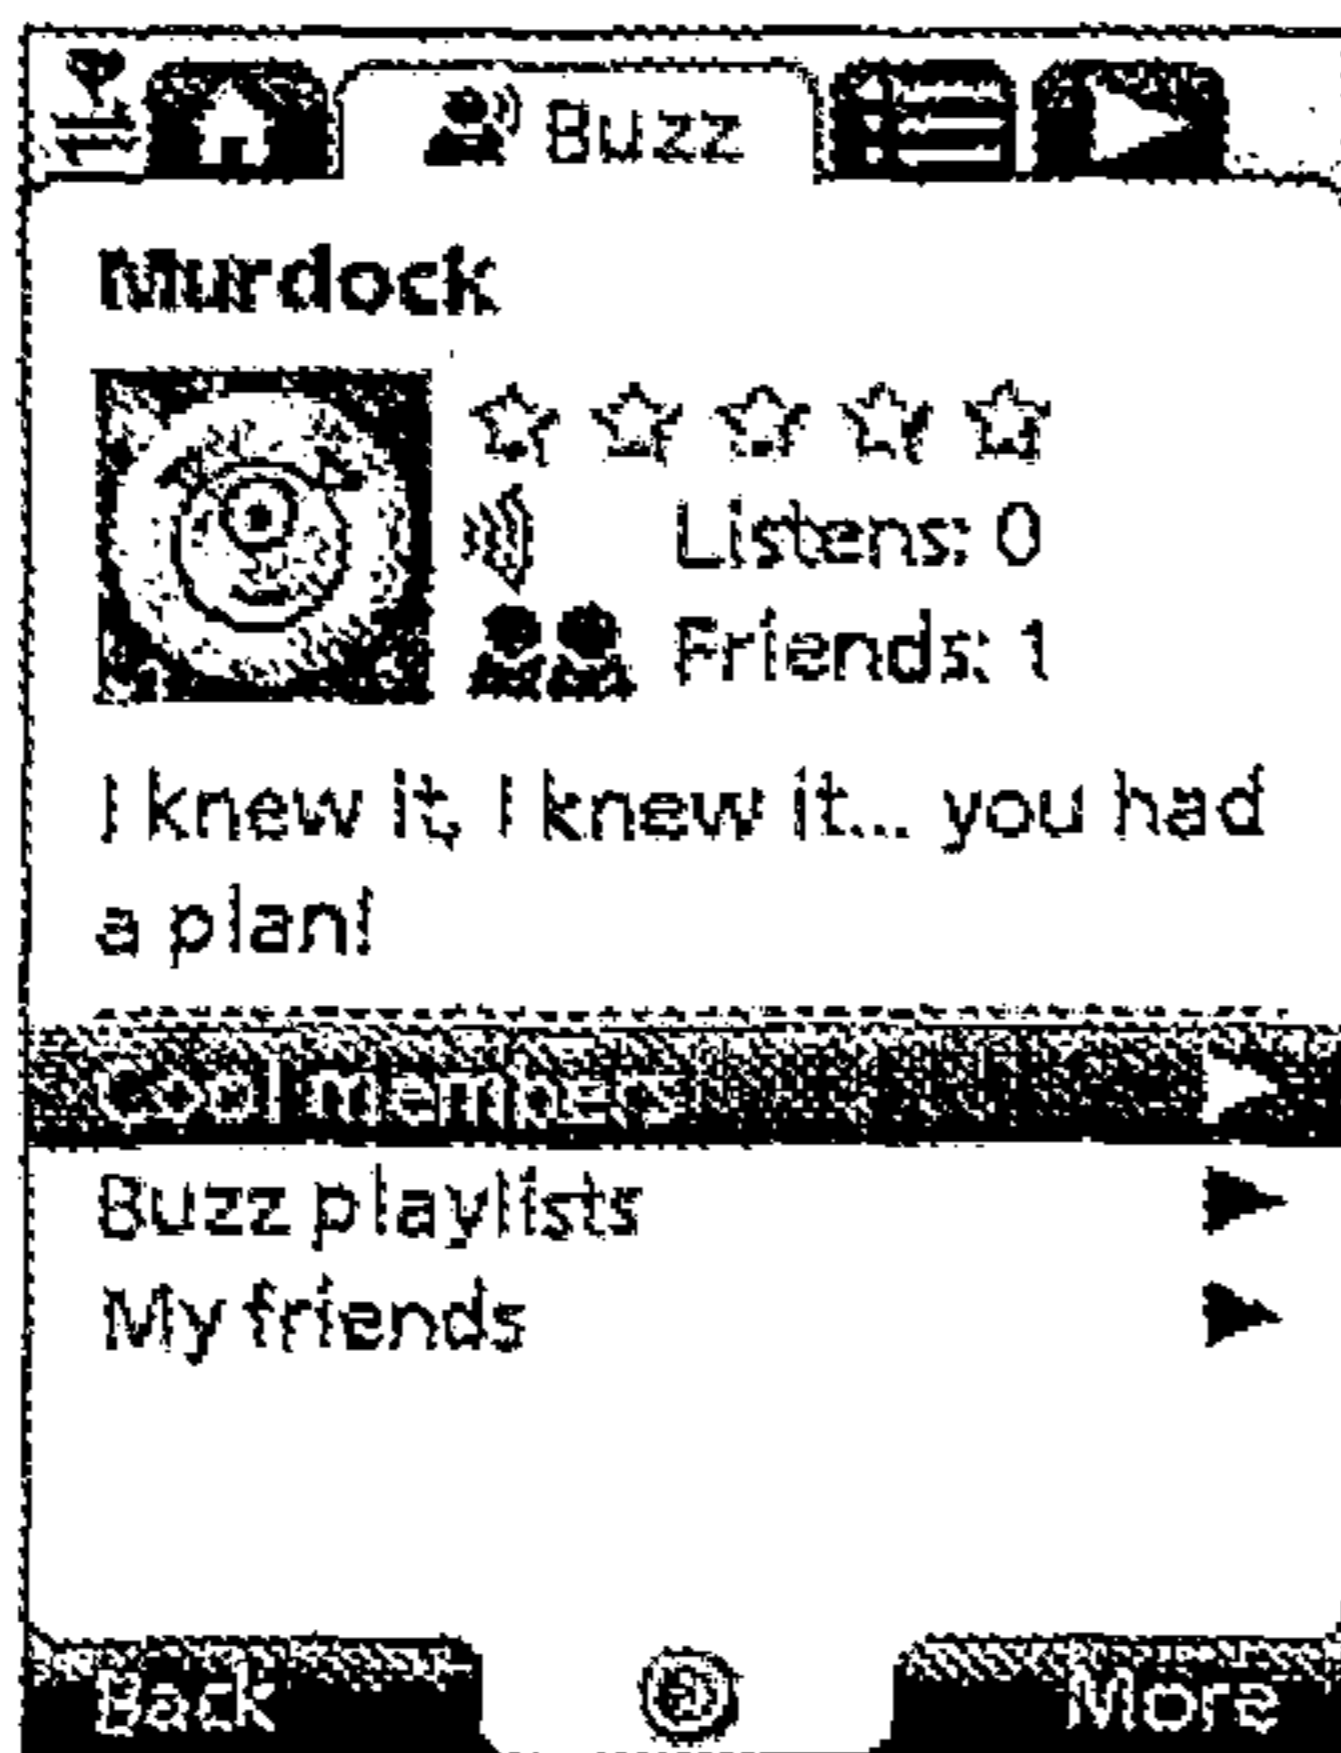 Buzz
Murdock
Listens: 0
Friends: 1
I knew it, I knew it... you had
a plan!
Cool members
Buzz playlists
My friends
Back
More